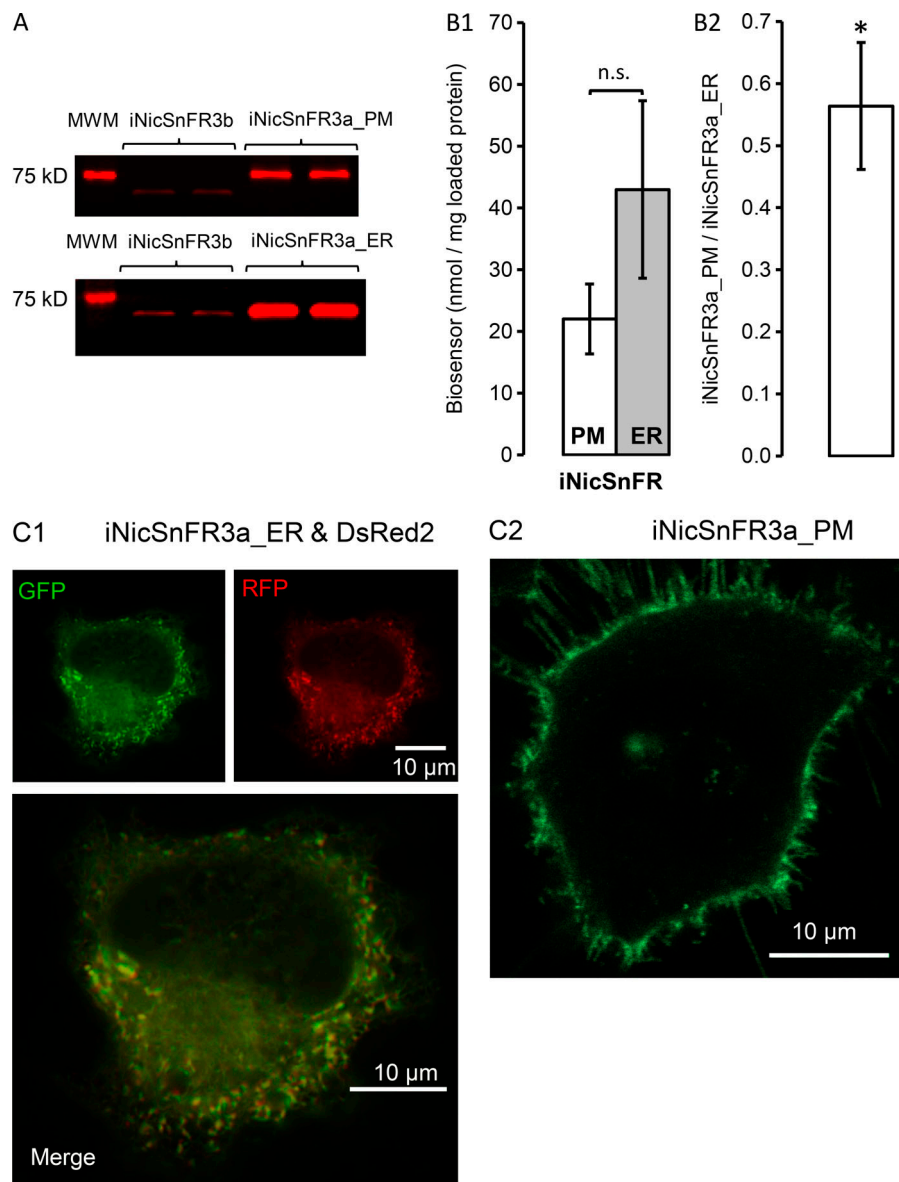 A
MWM iNicSnFR3b iNicSnFR3a_PM
75 kD
MWM iNicSnFR3b iNicSnFR3a_ER
75 kD
B1
Biosensor (nmol / mg loaded protein)
70
60
50
40
30
20
10
0
n.s.
PM ER
iNicSnFR
B2
iNicSnFR3a_PM / iNicSnFR3a_ER
0.7
0.6
0.5
0.4
0.3
0.2
0.1
0.0
*
C1 iNicSnFR3a_ER & DsRed2
GFP
RFP
10 µm
10 µm
Merge
C2 iNicSnFR3a_PM
10 µm